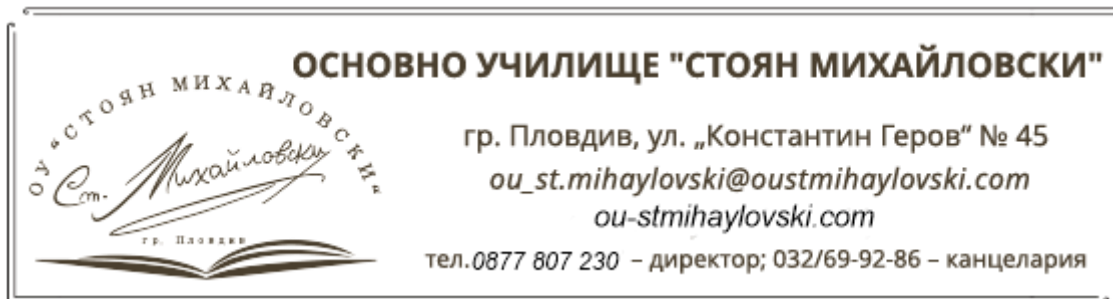 ОСНОВНО УЧИЛИЩЕ "СТОЯН МИХАЙЛОВСКИ"
гр. Пловдив, ул. „Константин Геров“ № 45
ou_st.mihaylovski@oustmihaylovski.com
ou-stmihaylovski.com
тел.0877 807 230 – директор; 032/69-92-86 – канцелария
ОУ "СТОЯН МИХАЙЛОВСКИ"
Ст. Михайловски
гр. Пловдив